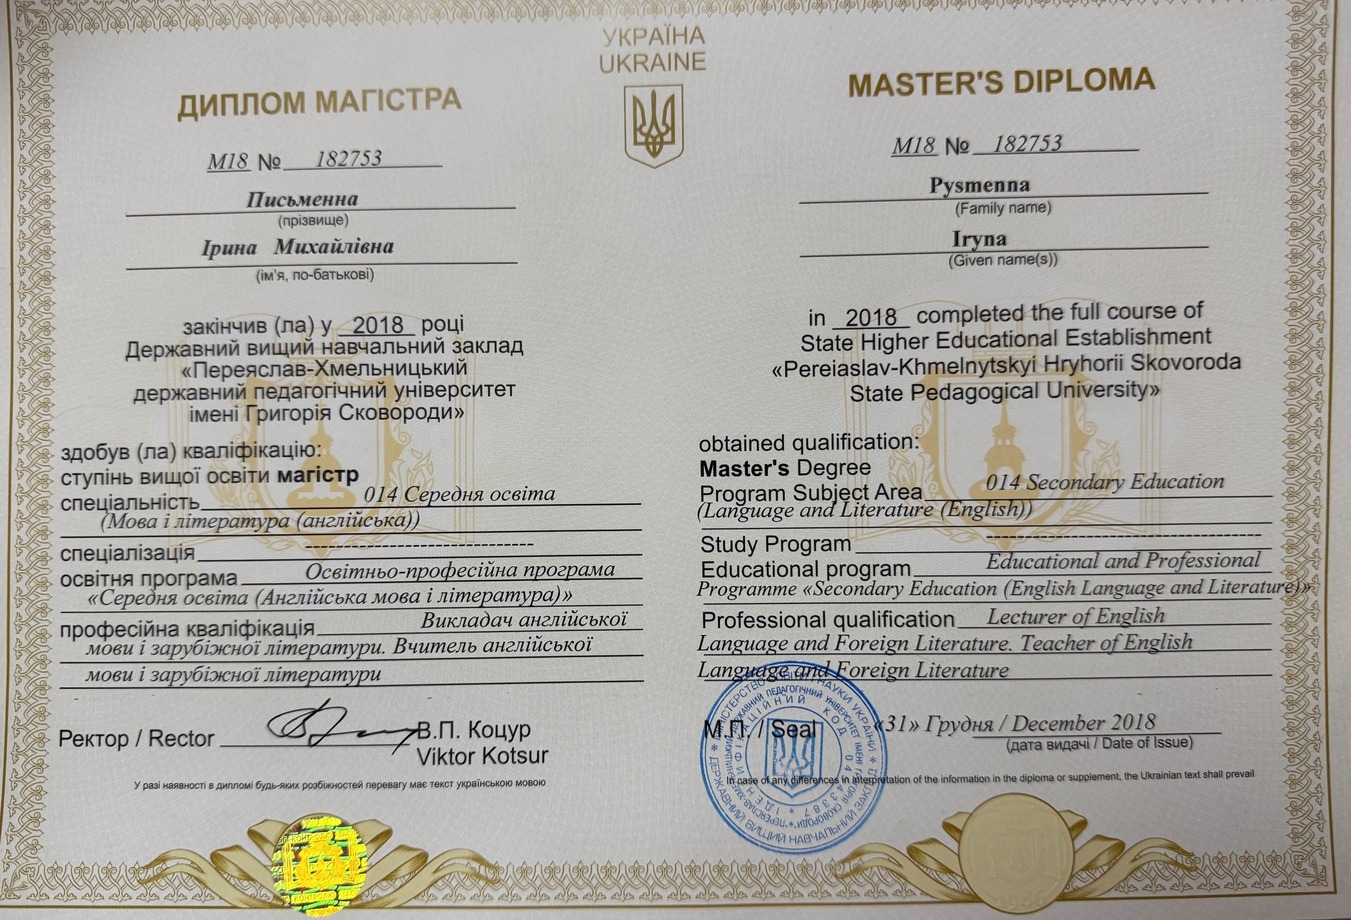 УКРАЇНА
UKRAINE
ДИПЛОМ МАГІСТРА
М18 № 182753
Письменна
(прізвище)
Ірина Михайлівна
(ім'я, по-батькові)
закінчив (ла) у 2018 році
Державний вищий навчальний заклад
«Переяслав-Хмельницький
державний педагогічний університет
імені Григорія Сковороди»
здобув (ла) кваліфікацію:
ступінь вищої освіти магістр
спеціальність 014 Середня освіта
(Мова і література (англійська))
спеціалізація ----------------------------
освітня програма Освітньо-професійна програма
«Середня освіта (Англійська мова і література)»
професійна кваліфікація Викладач англійської
мови і зарубіжної літератури. Вчитель англійської
мови і зарубіжної літератури
Ректор / Rector В.П. Коцур
Viktor Kotsur
У разі наявності в дипломі будь-яких розбіжностей перевагу має текст українською мовою
MASTER'S DIPLOMA
М18 № 182753
Pysmenna
(Family name)
Iryna
(Given name(s))
in 2018 completed the full course of
State Higher Educational Establishment
«Pereiaslav-Khmelnytskyi Hryhorii Skovoroda
State Pedagogical University»
obtained qualification:
Master's Degree
Program Subject Area 014 Secondary Education
(Language and Literature (English))
Study Program ----------------------------------
Educational program Educational and Professional
Programme «Secondary Education (English Language and Literature)»
Professional qualification Lecturer of English
Language and Foreign Literature. Teacher of English
Language and Foreign Literature
М.П. / Seal «31» Грудня / December 2018
(дата видачі / Date of Issue)
In case of any differences in interpretation of the information in the diploma or supplement, the Ukrainian text shall prevail